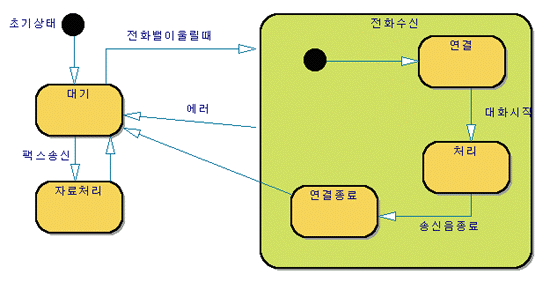 초기상태
전화벨이울릴때
전화수신
연결
대기
에러
대화시작
팩스송신
처리
자료처리
연결종료
송신음종료